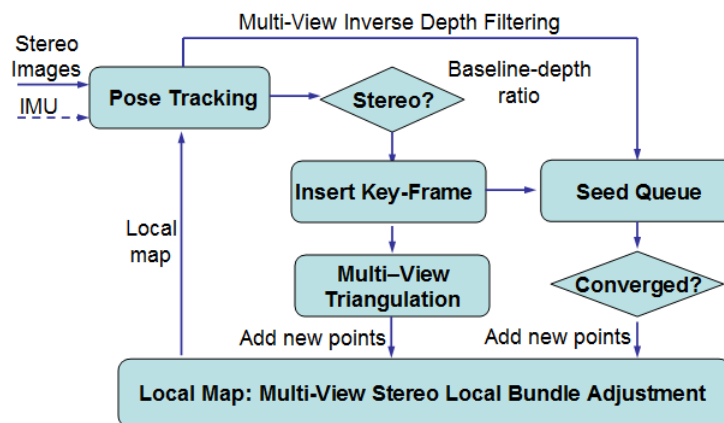 Multi-View Inverse Depth Filtering
Stereo
Images
Pose Tracking
IMU
Stereo?
Baseline-depth
ratio
Insert Key-Frame
Seed Queue
Local
map
Multi–View
Triangulation
Converged?
Add new points
Add new points
Local Map: Multi-View Stereo Local Bundle Adjustment